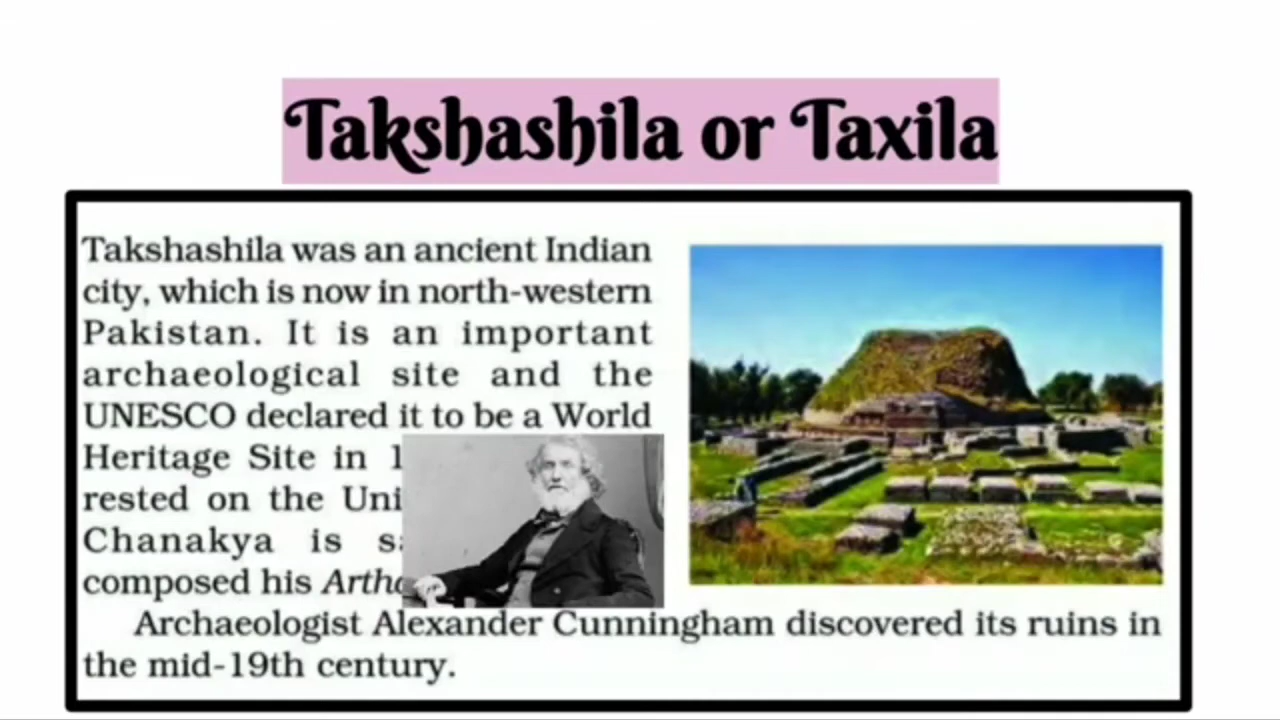 Takshashila or Taxila
Takshashila was an ancient Indian
city, which is now in north-western
Pakistan. It is an important
archaeological site and the
UNESCO declared it to be a World
Heritage Site in
rested on the
Chanakya is
composed his
Archaeologist Alexander Cunningham discovered its ruins in
the mid-19th century.